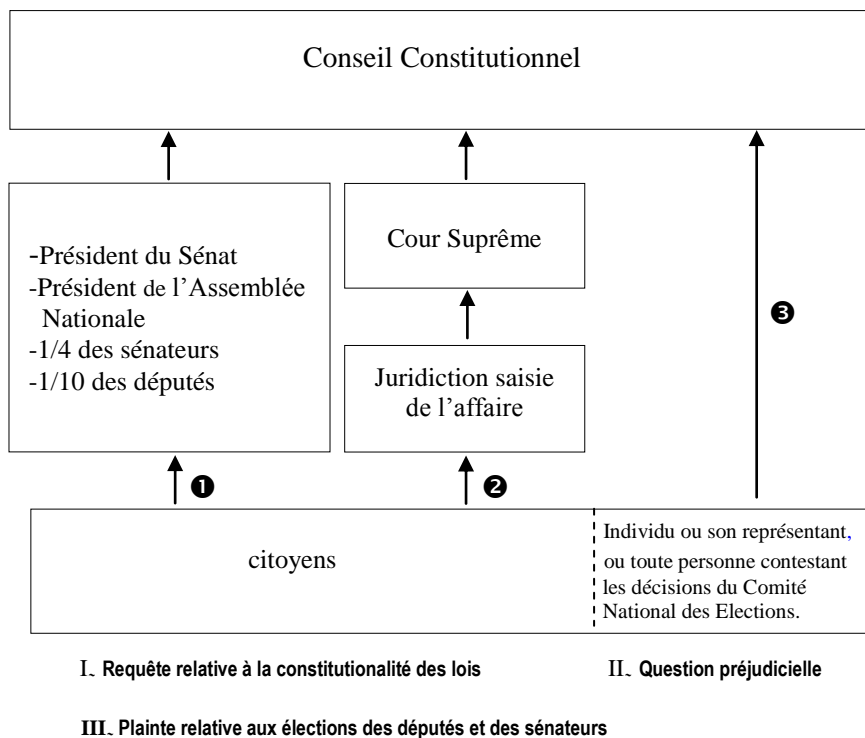 Conseil Constitutionnel
-Président du Sénat
-Président de l’Assemblée
Nationale
-1/4 des sénateurs
-1/10 des députés
Cour Suprême
Juridiction saisie
de l’affaire
❸
❶
❷
citoyens
Individu ou son représentant,
ou toute personne contestant
les décisions du Comité
National des Elections.
I、Requête relative à la constitutionalité des lois
II、Question préjudicielle
III、Plainte relative aux élections des députés et des sénateurs